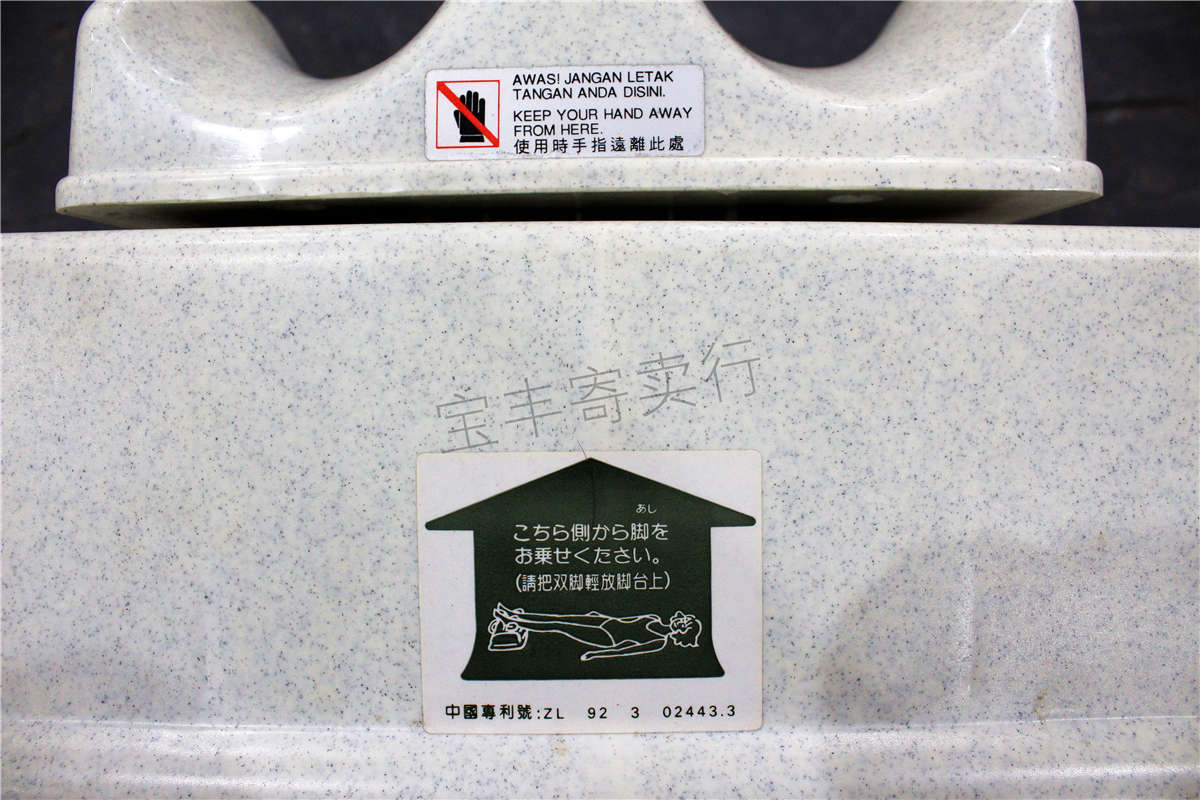 AWAS! JANGAN LETAK
TANGAN ANDA DISINI.
KEEP YOUR HAND AWAY
FROM HERE.
使用時手指遠離此處
宝丰寄卖行
あし
こちら側から脚を
お乗せください。
(請把双脚輕放脚台上)
中國專利號:ZL 92 3 02443.3